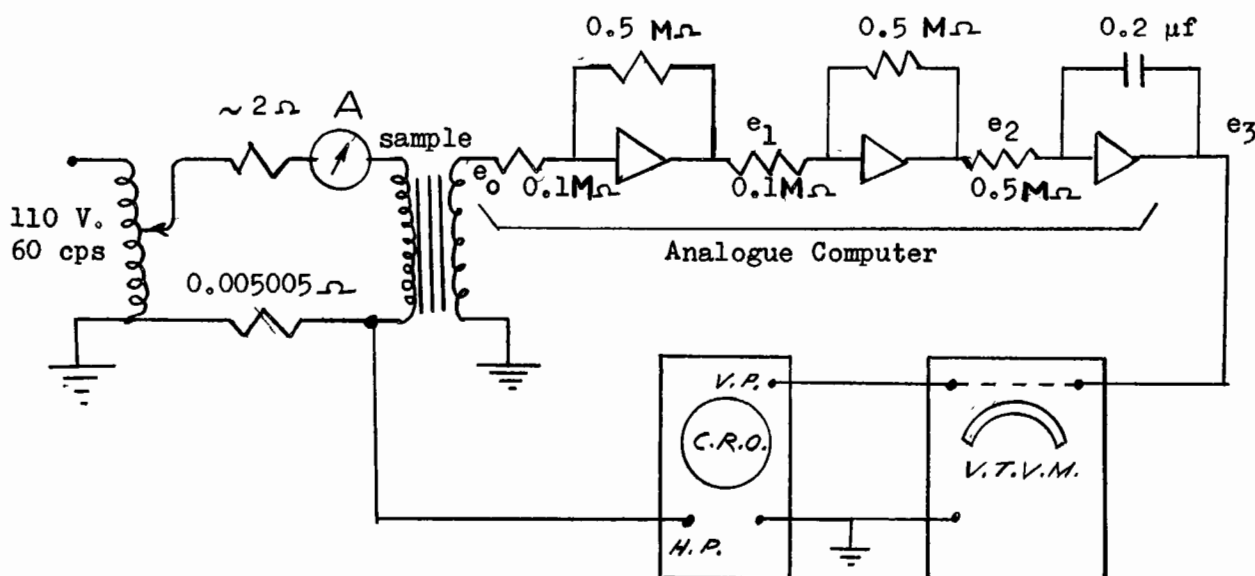 0.5 MΩ
0.5 MΩ
0.2 µf
~2 Ω
A
sample
e₀
0.1MΩ
e₁
0.1MΩ
e₂
0.5MΩ
e₃
110 V.
60 cps
Analogue Computer
0.005005Ω
V.P.
C.R.O.
H.P.
V.T.V.M.